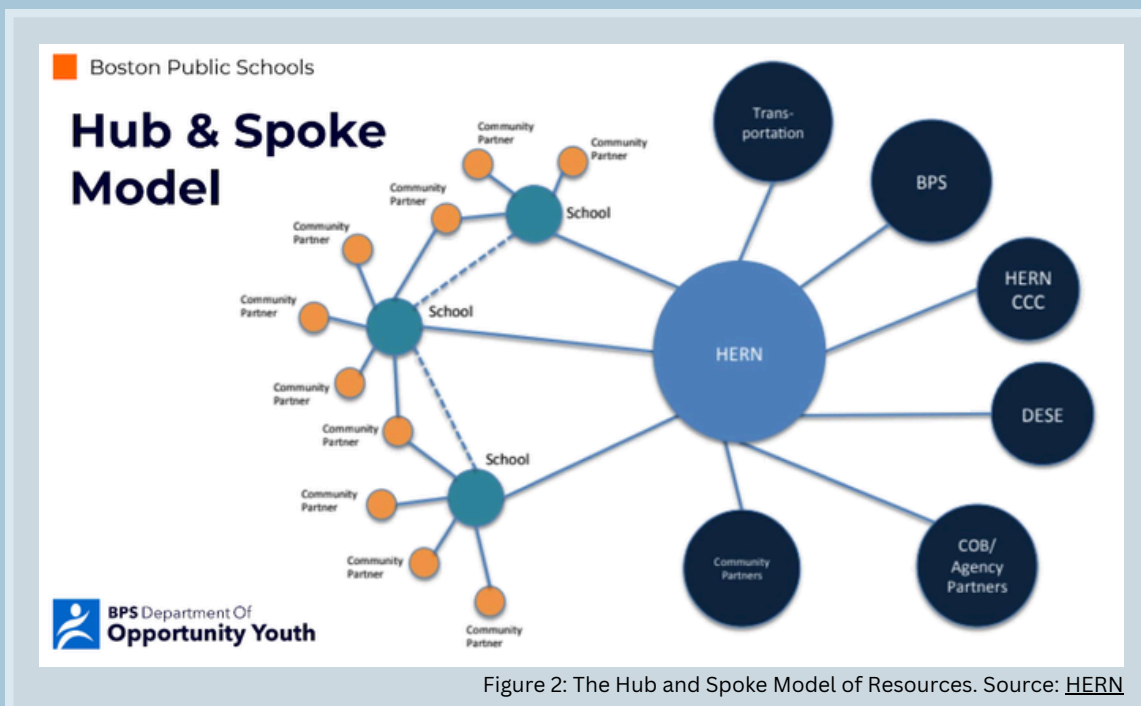 Boston Public Schools
Hub & Spoke
Model
Community
Partner
Community
Partner
Community
Partner
School
Community
Partner
Community
Partner
School
Community
Partner
Community
Partner
School
Community
Partner
Community
Partner
Community
Partner
HERN
Trans-
portation
BPS
HERN
CCC
DESE
COB/
Agency
Partners
Community
Partners
BPS Department Of
Opportunity Youth
Figure 2: The Hub and Spoke Model of Resources. Source: HERN